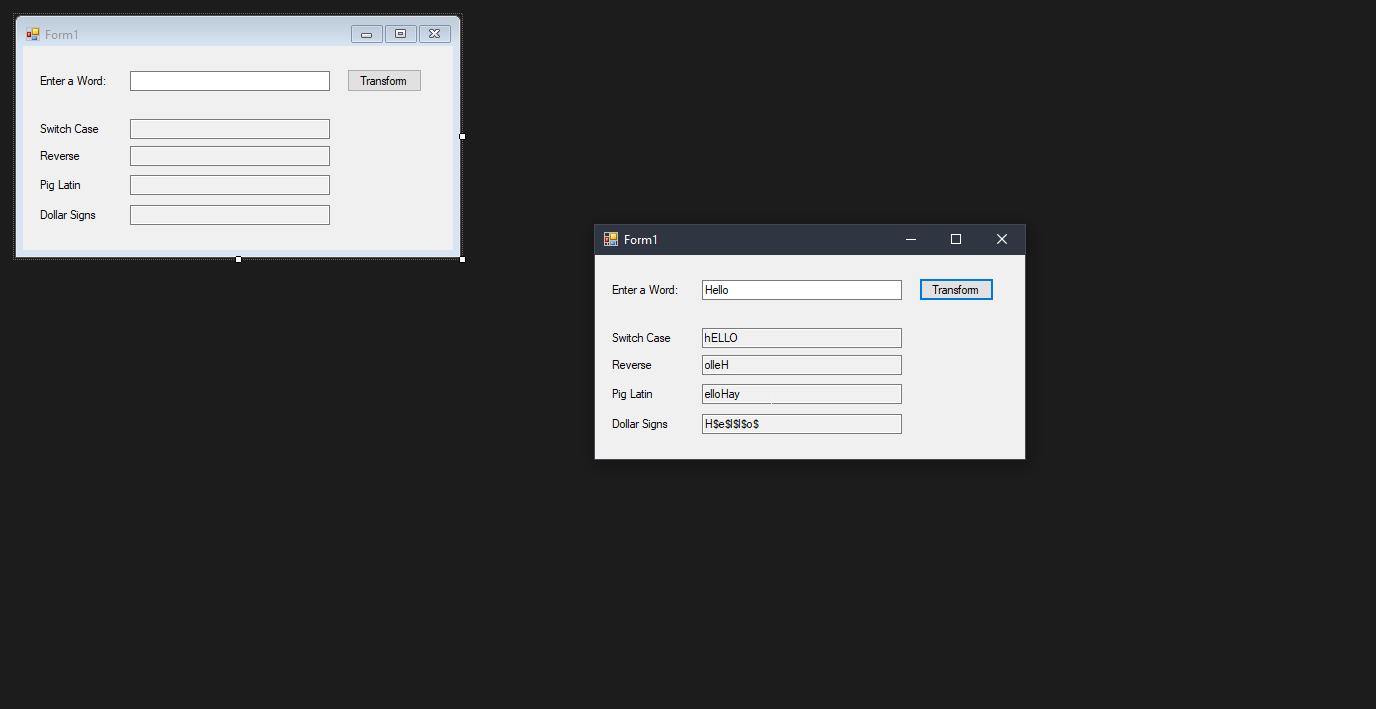 Form1
Enter a Word: Transform
Switch Case
Reverse
Pig Latin
Dollar Signs
Form1
Enter a Word: Hello Transform
Switch Case hELLO
Reverse olleH
Pig Latin elloHay
Dollar Signs H$e$l$l$o$